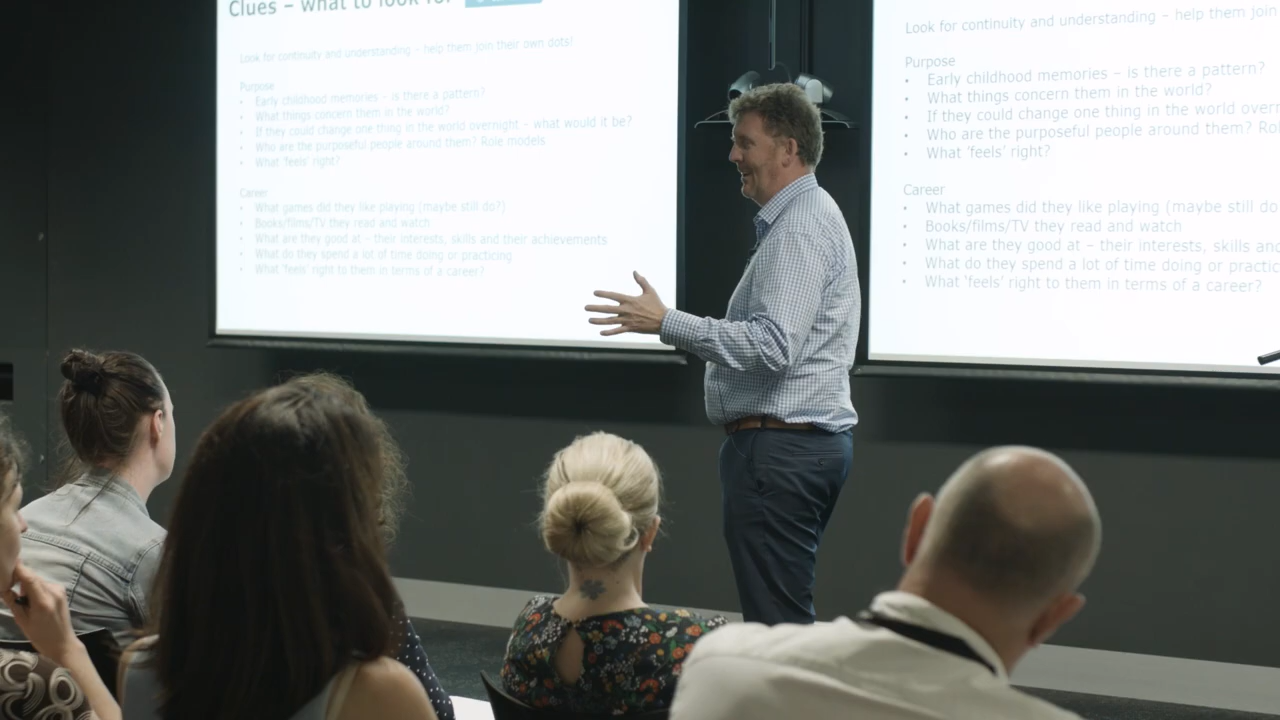 Clues – what to look for
Look for continuity and understanding – help them join their own dots!
Purpose
• Early childhood memories – is there a pattern?
• What things concern them in the world?
• If they could change one thing in the world overnight – what would it be?
• Who are the purposeful people around them? Role models
• What 'feels' right?
Career
• What games did they like playing (maybe still do?)
• Books/films/TV they read and watch
• What are they good at – their interests, skills and their achievements
• What do they spend a lot of time doing or practicing
• What 'feels' right to them in terms of a career?
Look for continuity and understanding – help them join
Purpose
• Early childhood memories – is there a pattern?
• What things concern them in the world?
• If they could change one thing in the world
• Who are the purposeful people around them?
• What 'feels' right?
Career
• What games did they like playing (maybe still do
• Books/films/TV they read and watch
• What are they good at – their interests, skills
• What do they spend a lot of time doing or
• What 'feels' right to them in terms of a career?